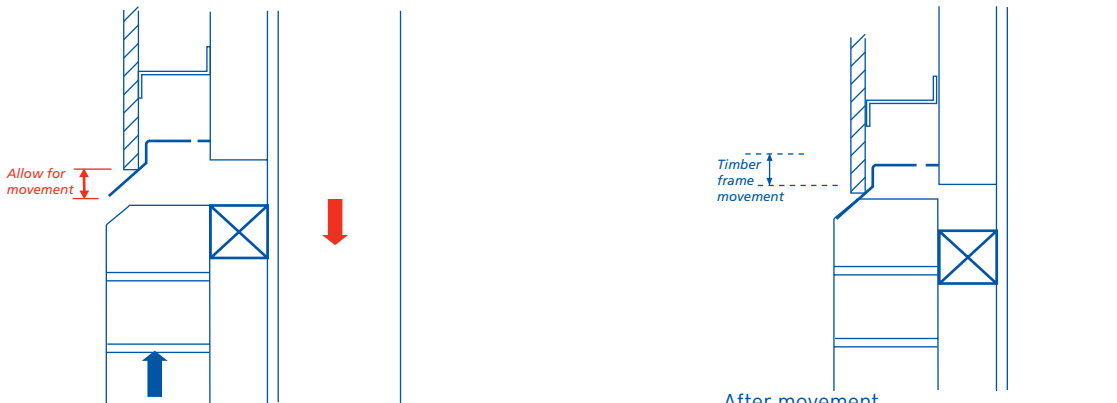 Allow for
movement
Timber
frame
movement
After movement